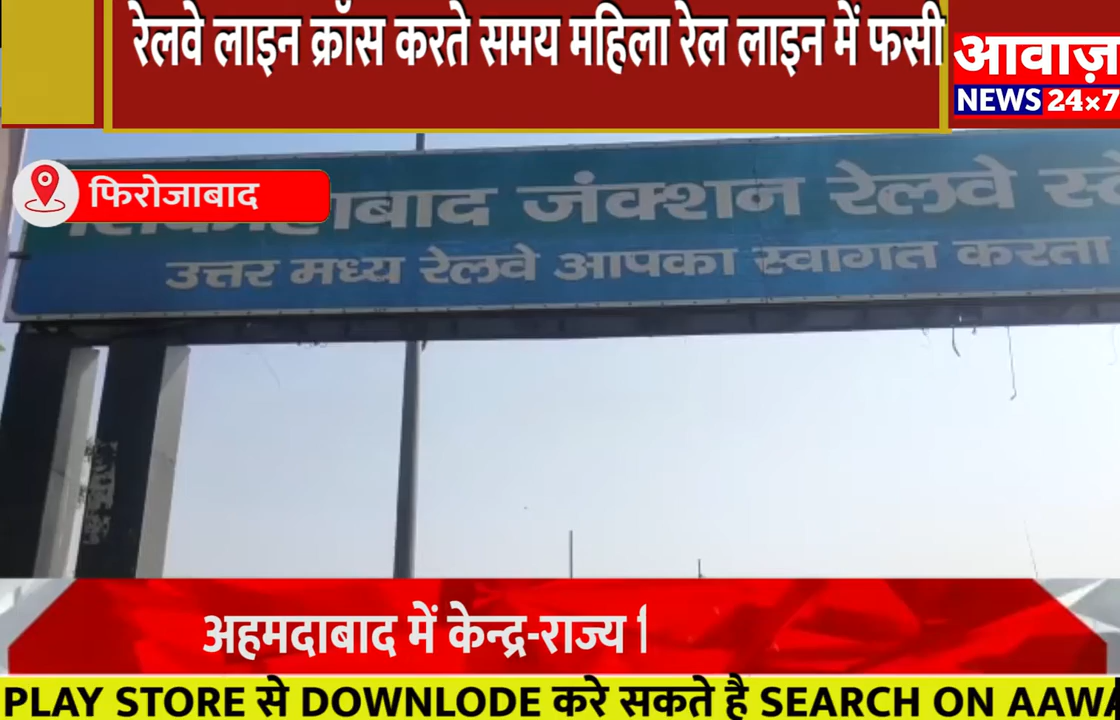 रेलवे लाइन क्रॉस करते समय महिला रेल लाइन में फसी
आवाज़
NEWS 24×7
फिरोजाबाद
जंक्शन रेलवे
उत्तर मध्य रेलवे आपका स्वागत करता
अहमदाबाद में केन्द्र-राज्य
PLAY STORE से DOWNLODE करे सकते है SEARCH ON AAWA